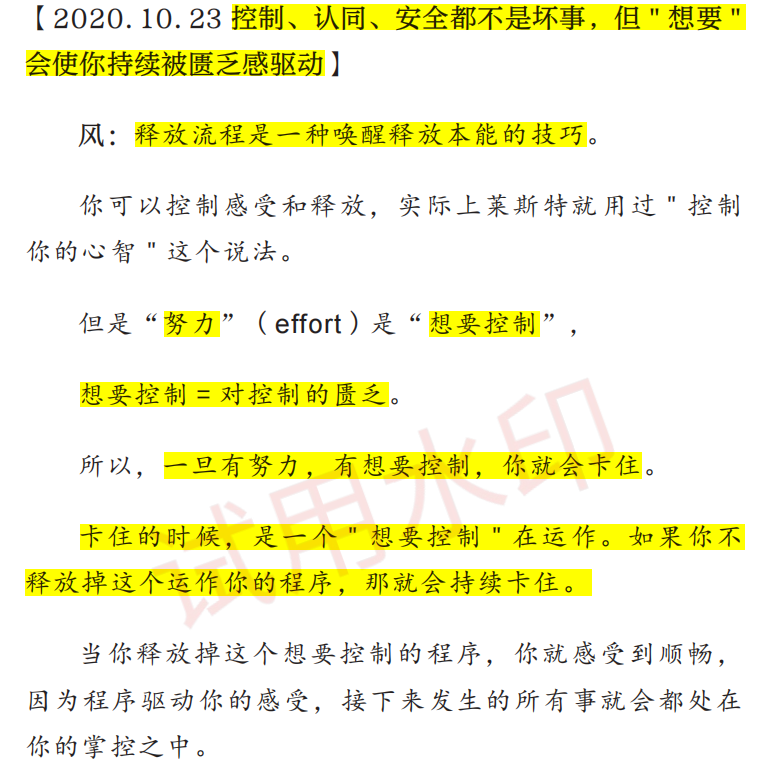 【2020.10.23 控制、认同、安全都不是坏事，但"想要"
会使你持续被匮乏感驱动】
风：释放流程是一种唤醒释放本能的技巧。
你可以控制感受和释放，实际上莱斯特就用过"控制
你的心智"这个说法。
但是“努力”（effort）是“想要控制”，
想要控制=对控制的匮乏。
所以，一旦有努力，有想要控制，你就会卡住。
卡住的时候，是一个"想要控制"在运作。如果你不
释放掉这个运作你的程序，那就会持续卡住。
当你释放掉这个想要控制的程序，你就感受到顺畅，
因为程序驱动你的感受，接下来发生的所有事就会都处在
你的掌控之中。
试用水印